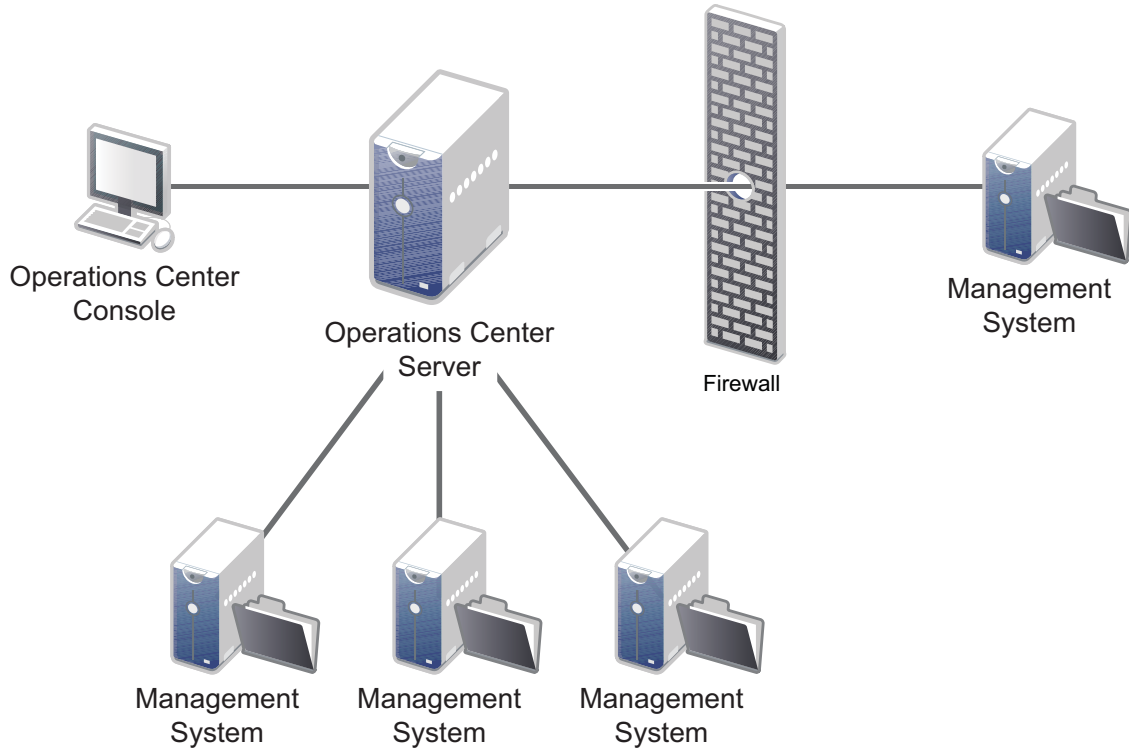 Operations Center
Console
Operations Center
Server
Firewall
Management
System
Management
System
Management
System
Management
System